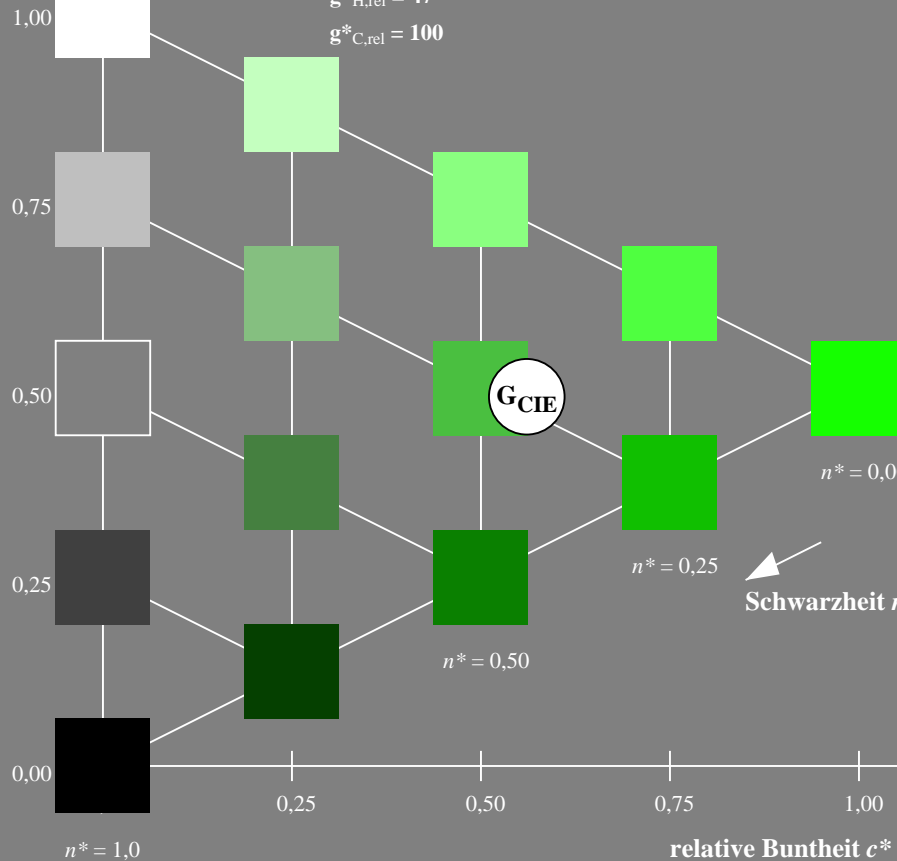 1,00
g*C,rel = 100
0,75
0,50
GCIE
n* = 0,0
n* = 0,25
0,25
Schwarzheit
n* = 0,50
0,00
0,25
0,50
0,75
1,00
n* = 1,0
relative Buntheit c*